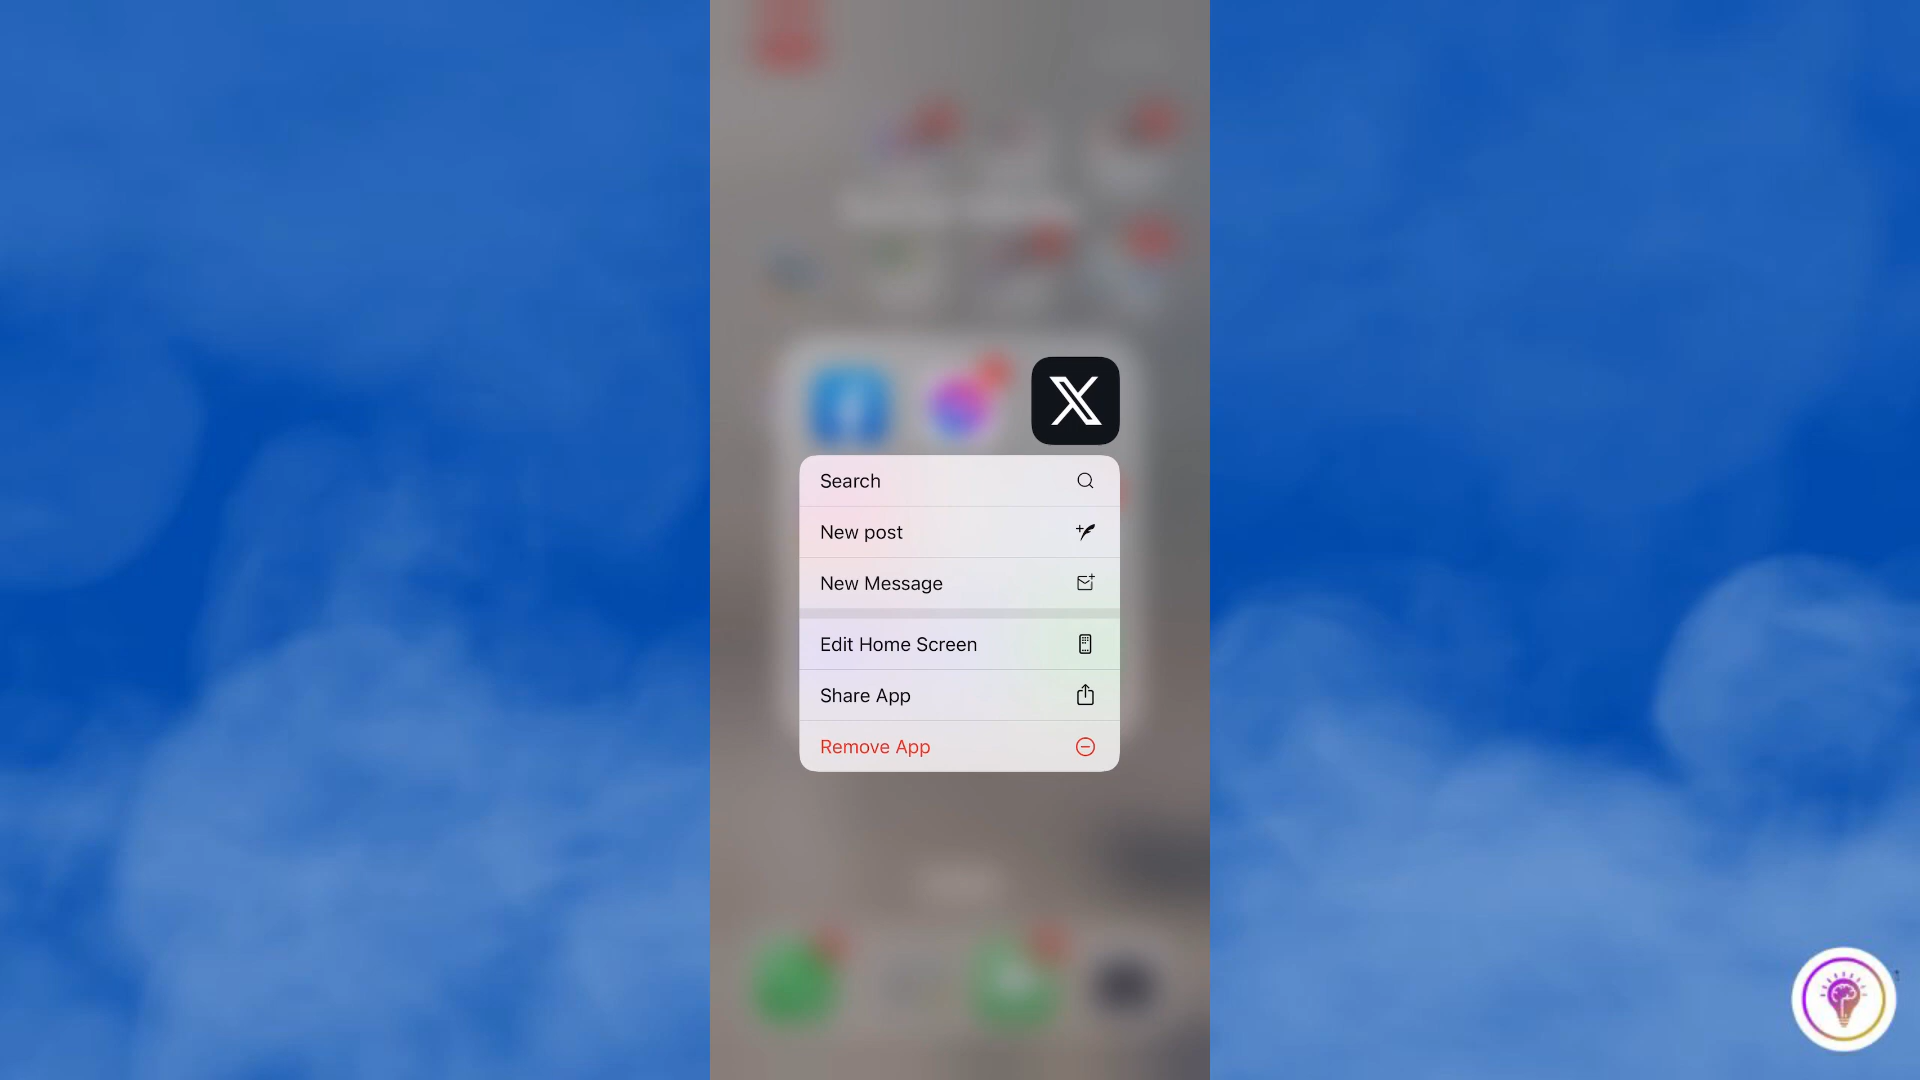 Search
New post
New Message
Edit Home Screen
Share App
Remove App